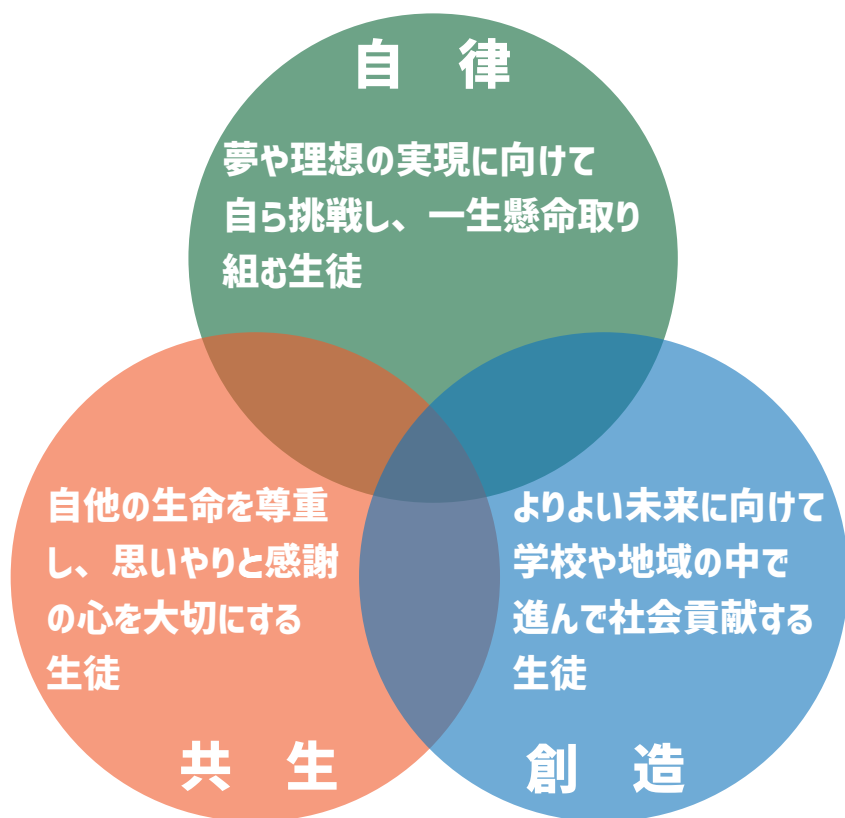 自　律
夢や理想の実現に向けて
自ら挑戦し、一生懸命取り
組む生徒
自他の生命を尊重
し、思いやりと感謝
の心を大切にする
生徒
共　生
よりよい未来に向けて
学校や地域の中で
進んで社会貢献する
生徒
創　造